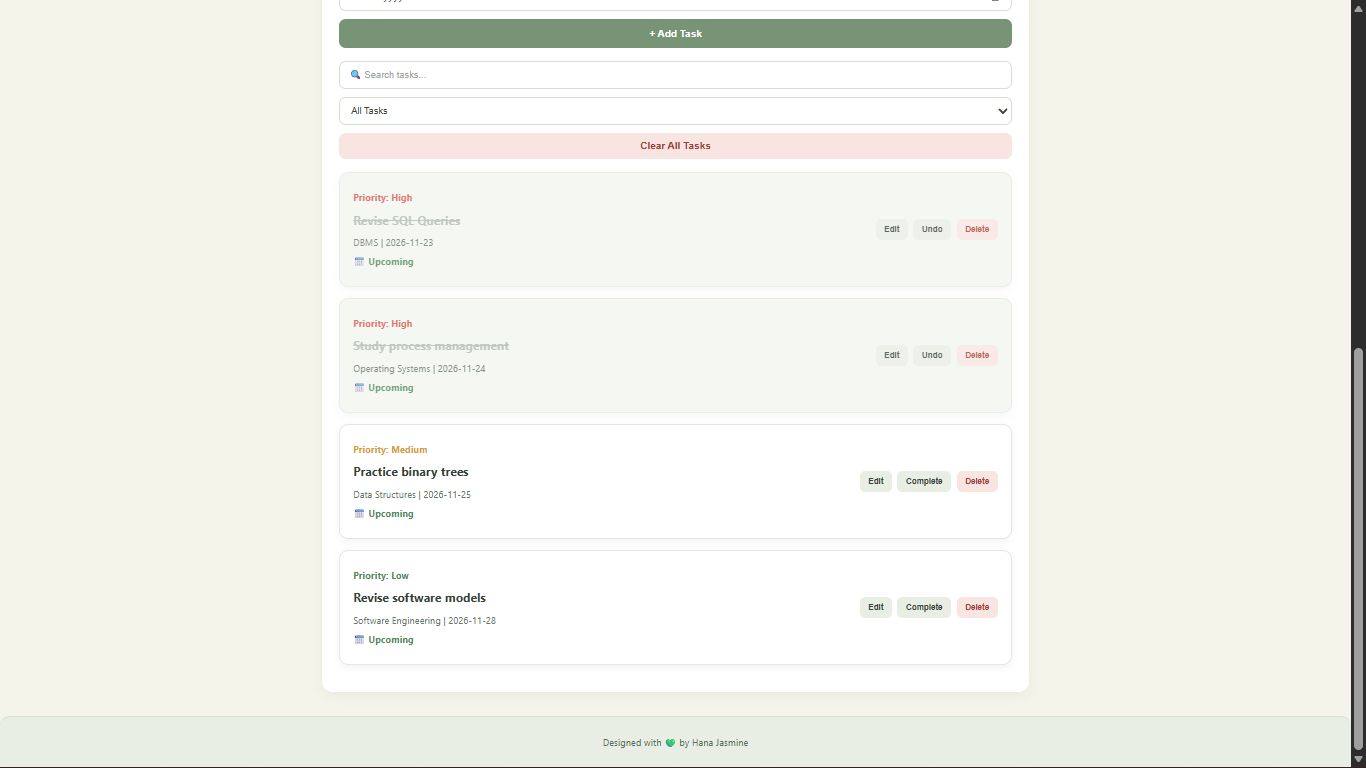 + Add Task
🔍 Search tasks...
All Tasks
Clear All Tasks
Priority: High
Revise SQL Queries
DBMS | 2026-11-23
📅 Upcoming
Edit Undo Delete
Priority: High
Study process management
Operating Systems | 2026-11-24
📅 Upcoming
Edit Undo Delete
Priority: Medium
Practice binary trees
Data Structures | 2026-11-25
📅 Upcoming
Edit Complete Delete
Priority: Low
Revise software models
Software Engineering | 2026-11-28
📅 Upcoming
Edit Complete Delete
Designed with 💚 by Hana Jasmine